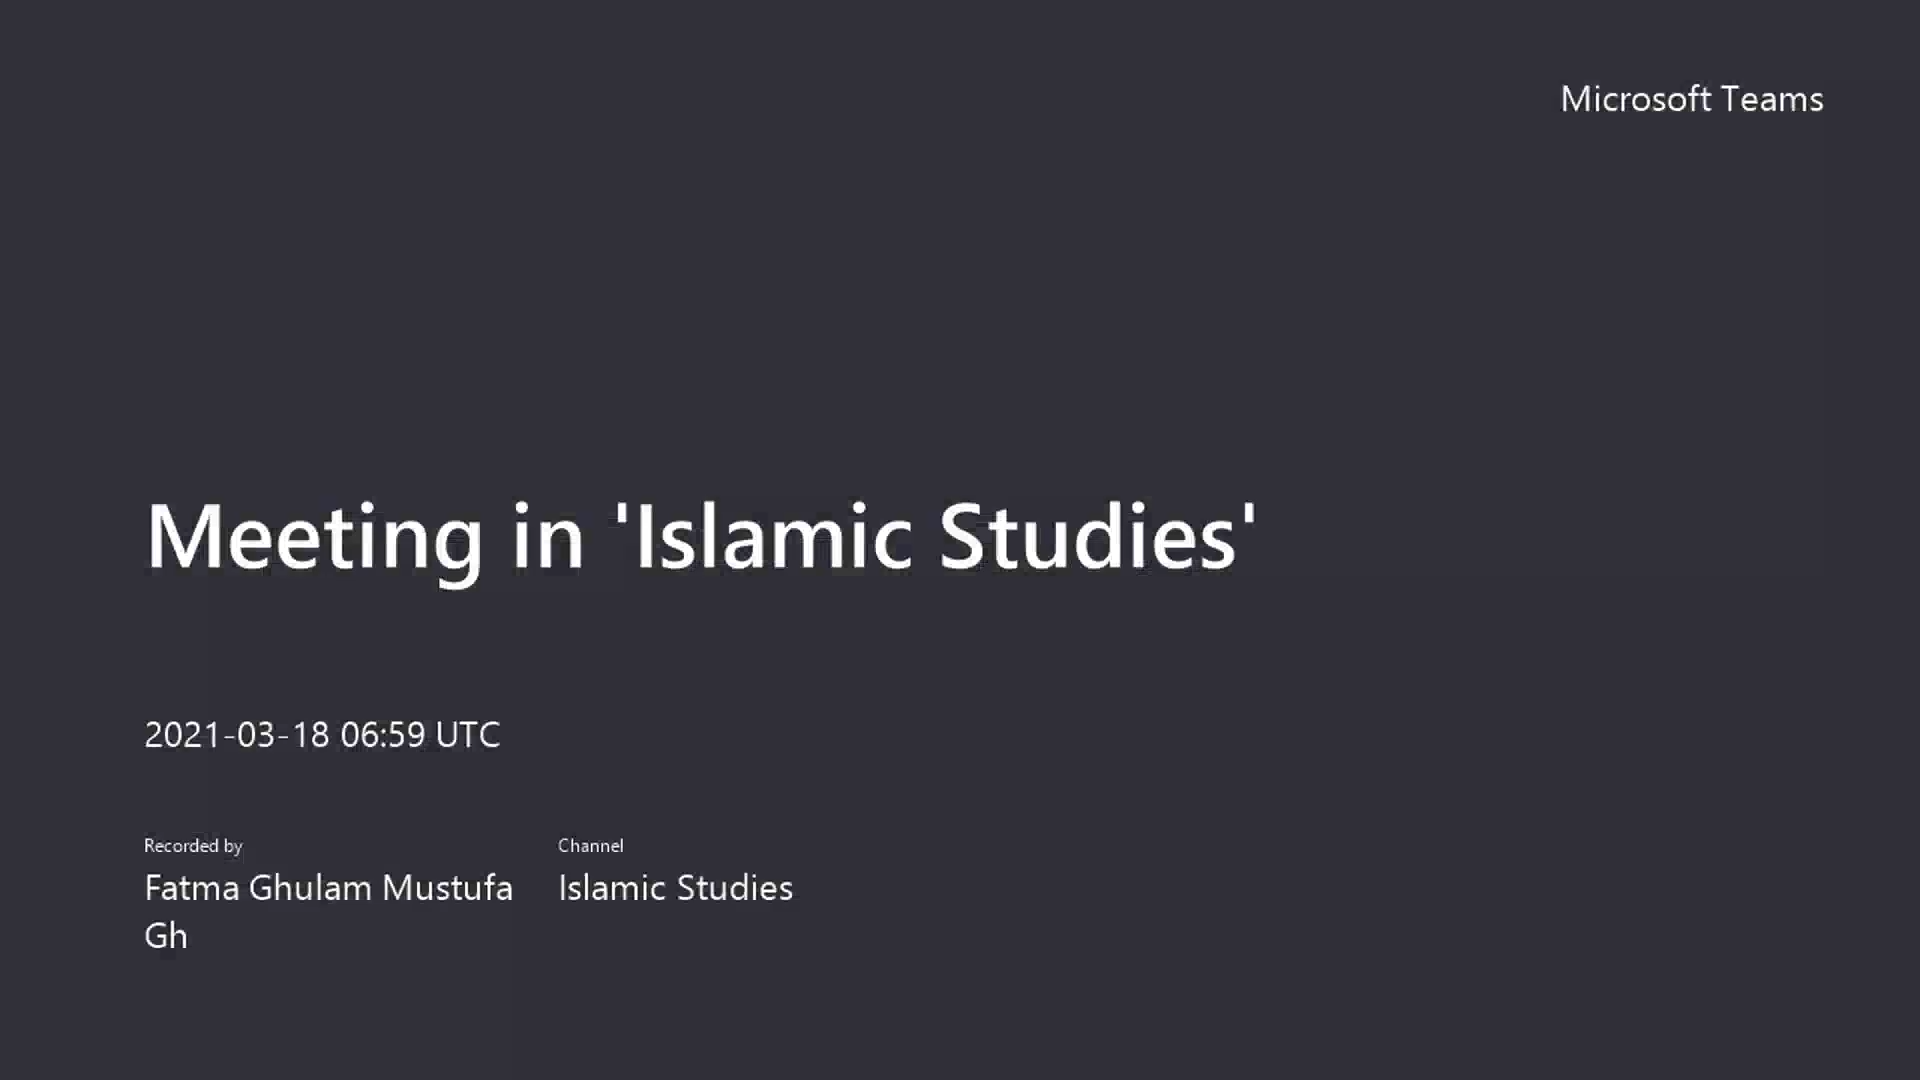 Microsoft Teams
Meeting in 'Islamic Studies'
2021-03-18 06:59 UTC
Recorded by
Fatma Ghulam Mustufa
Gh
Channel
Islamic Studies